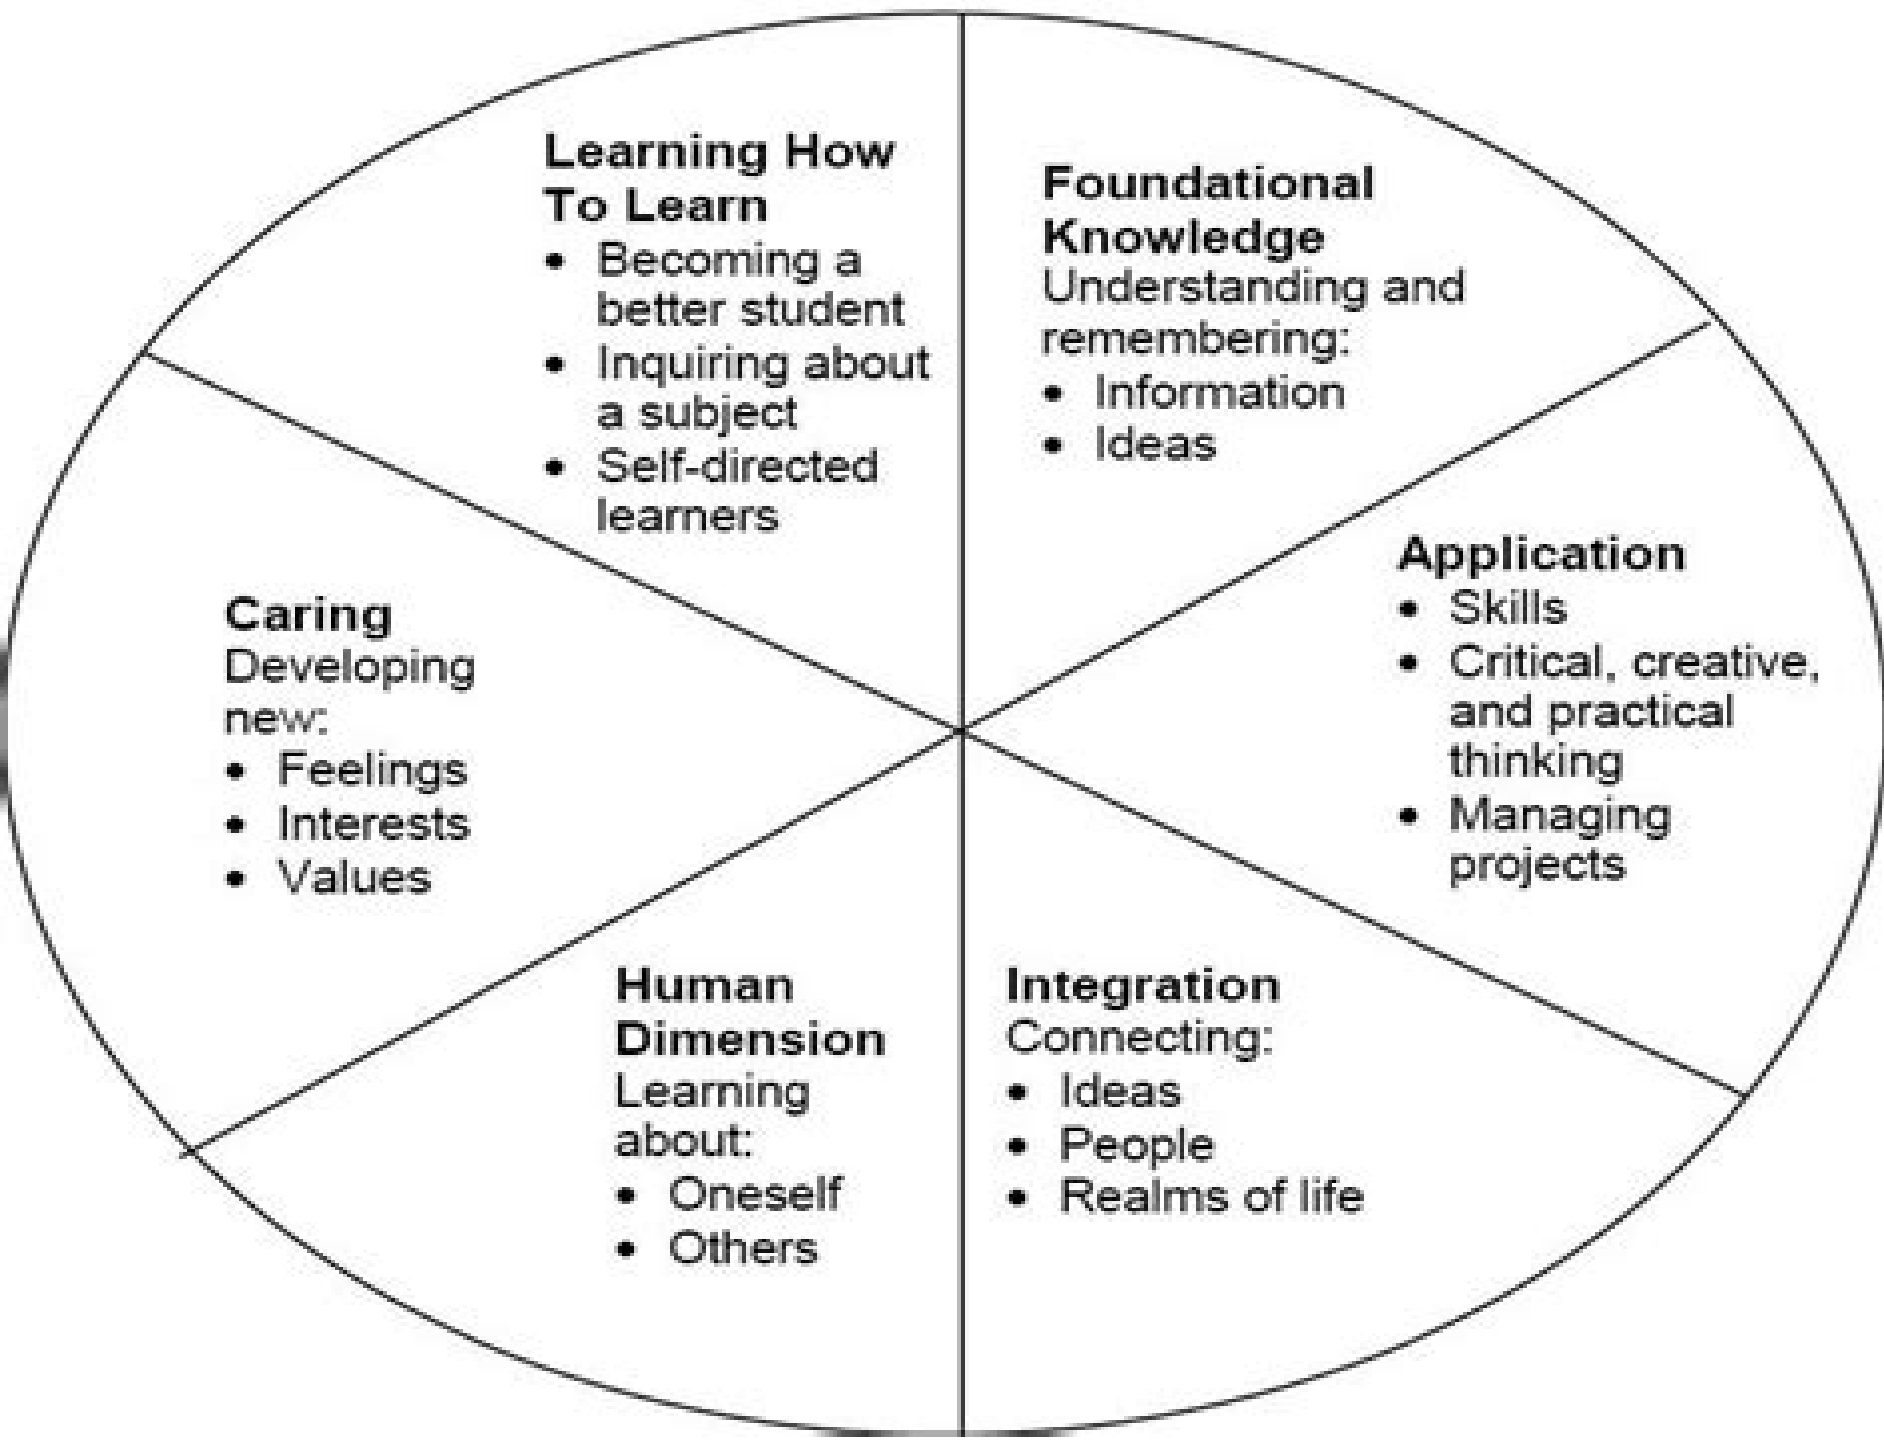 Learning How
To Learn
• Becoming a
better student
• Inquiring about
a subject
• Self-directed
learners
Foundational
Knowledge
Understanding and
remembering:
• Information
• Ideas
Application
• Skills
• Critical, creative,
and practical
thinking
• Managing
projects
Integration
Connecting:
• Ideas
• People
• Realms of life
Human
Dimension
Learning
about:
• Oneself
• Others
Caring
Developing
new:
• Feelings
• Interests
• Values